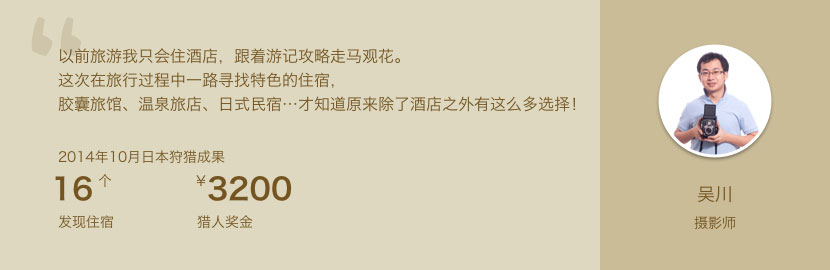 以前旅游我只会住酒店，跟着游记攻略走马观花。
这次在旅行过程中一路寻找特色的住宿，
胶囊旅馆、温泉旅店、日式民宿…才知道原来除了酒店之外有这么多选择！
2014年10月日本狩猎成果
16个
¥3200
发现住宿
猎人奖金
吴川
摄影师